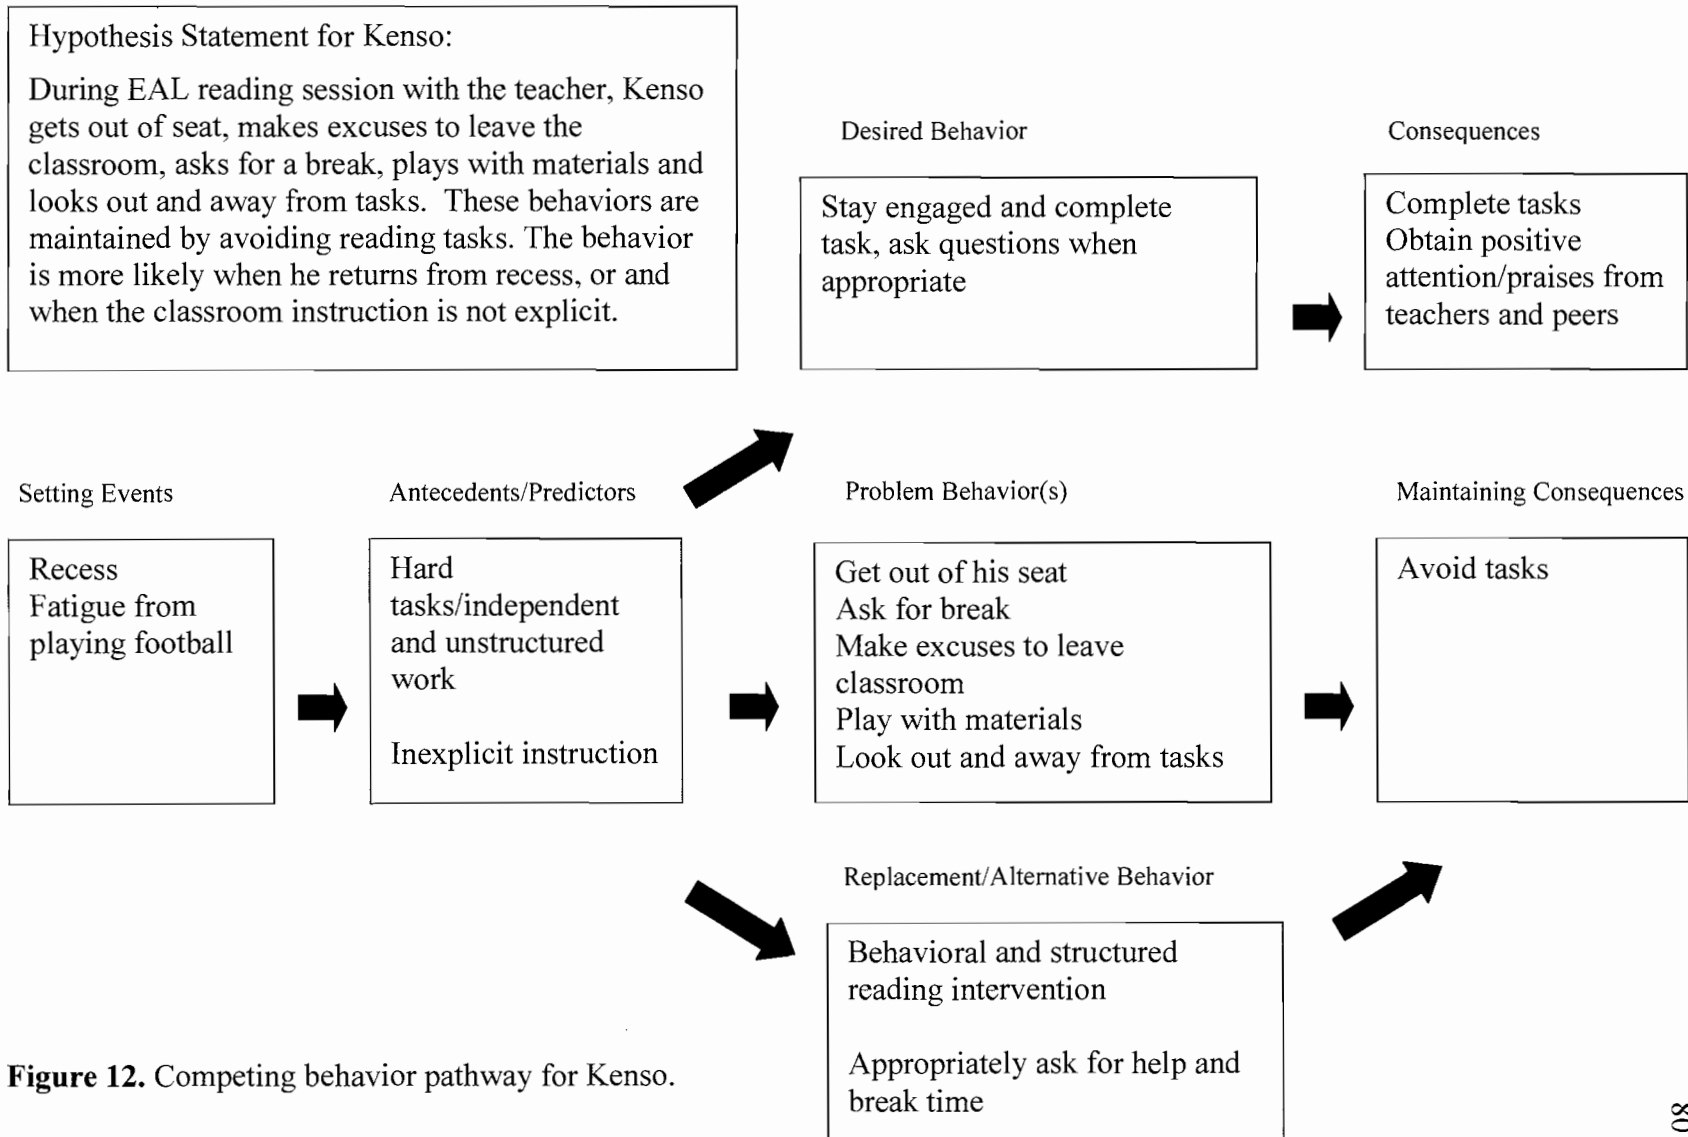 Hypothesis Statement for Kenso:
During EAL reading session with the teacher, Kenso
gets out of seat, makes excuses to leave the
classroom, asks for a break, plays with materials and
looks out and away from tasks. These behaviors are
maintained by avoiding reading tasks. The behavior
is more likely when he returns from recess, or and
when the classroom instruction is not explicit.
Desired Behavior
Stay engaged and complete
task, ask questions when
appropriate
Consequences
Complete tasks
Obtain positive
attention/praises from
teachers and peers
Setting Events
Recess
Fatigue from
playing football
Antecedents/Predictors
Hard
tasks/independent
and unstructured
work
Inexplicit instruction
Problem Behavior(s)
Get out of his seat
Ask for break
Make excuses to leave
classroom
Play with materials
Look out and away from tasks
Maintaining Consequences
Avoid tasks
Replacement/Alternative Behavior
Behavioral and structured
reading intervention
Appropriately ask for help and
break time
Figure 12. Competing behavior pathway for Kenso.
80